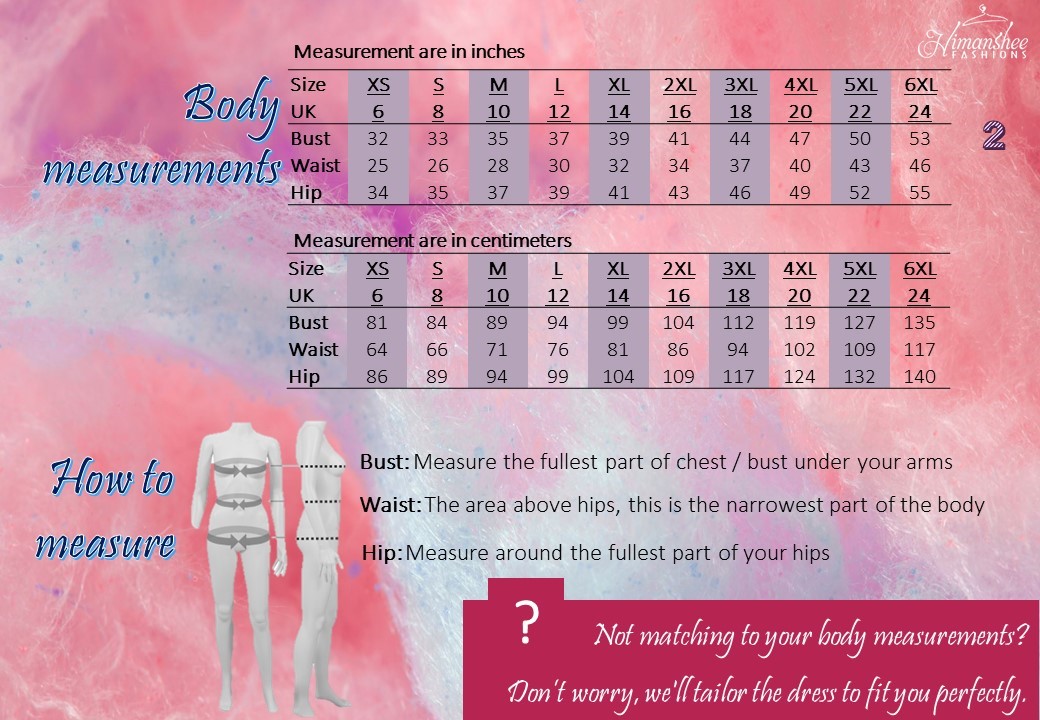 Himanshee
FASHIONS
Body
measurements
2
Measurement are in inches
Size XS S M L XL 2XL 3XL 4XL 5XL 6XL
UK 6 8 10 12 14 16 18 20 22 24
Bust 32 33 35 37 39 41 44 47 50 53
Waist 25 26 28 30 32 34 37 40 43 46
Hip 34 35 37 39 41 43 46 49 52 55
Measurement are in centimeters
Size XS S M L XL 2XL 3XL 4XL 5XL 6XL
UK 6 8 10 12 14 16 18 20 22 24
Bust 81 84 89 94 99 104 112 119 127 135
Waist 64 66 71 76 81 86 94 102 109 117
Hip 86 89 94 99 104 109 117 124 132 140
How to
measure
Bust: Measure the fullest part of chest / bust under your arms
Waist: The area above hips, this is the narrowest part of the body
Hip: Measure around the fullest part of your hips
?
Not matching to your body measurements?
Don't worry, we'll tailor the dress to fit you perfectly.